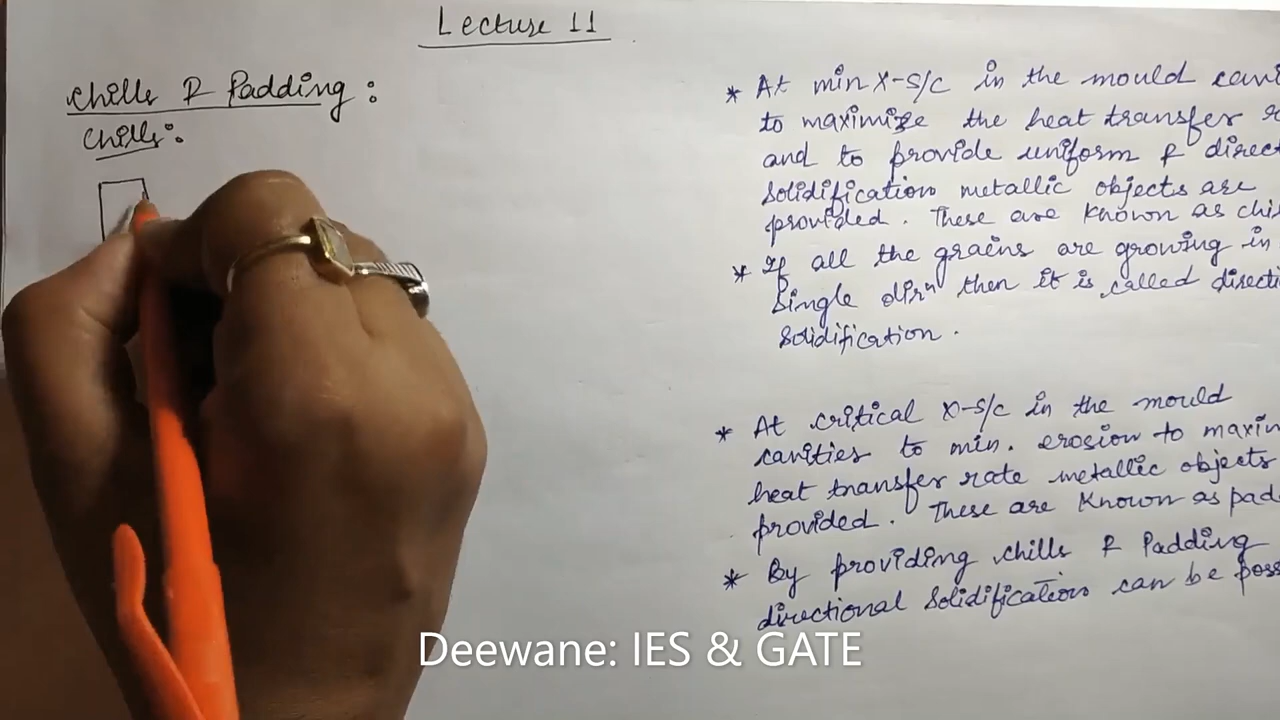 Lecture 11
Chills & Padding :
Chills :
* At min X-S/C in the mould
to maximize the heat transfer
and to provide uniform &
Solidification metallic objects are
provided. These are known as
* If all the grains are growing in
Single dirn then it is called
Solidification.
* At critical X-S/C in the mould
cavities to min. erosion to
heat transfer rate metallic objects
provided. These are known as
* By providing chills & Padding
directional Solidification can be
Deewane: IES & GATE